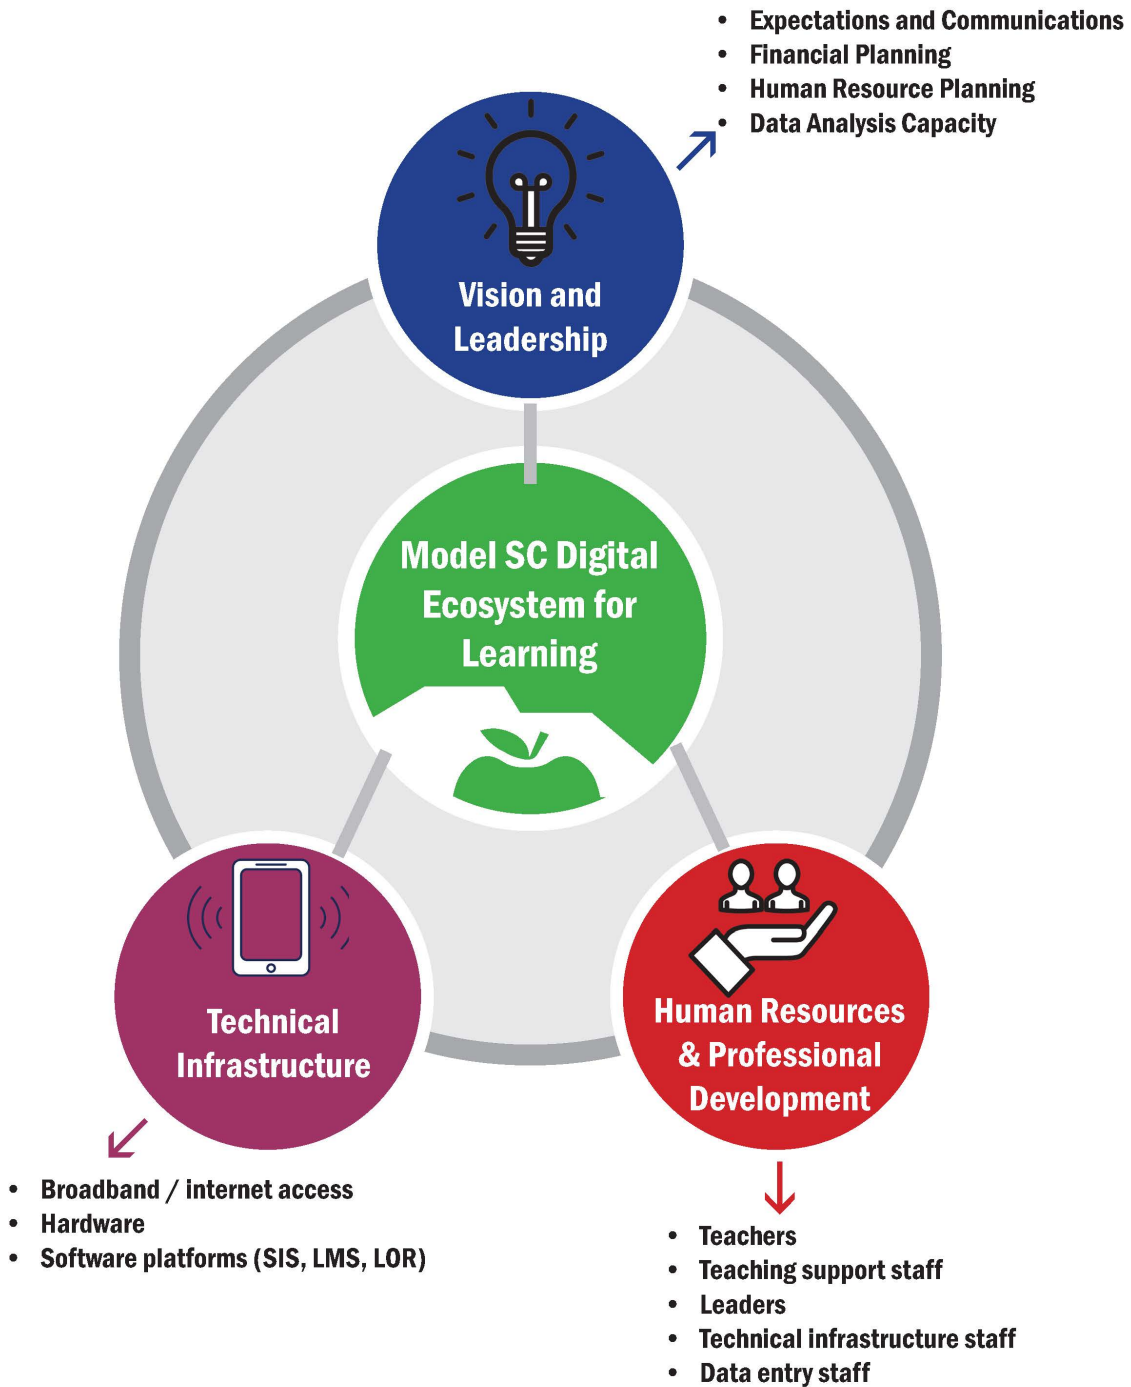 • Expectations and Communications
• Financial Planning
• Human Resource Planning
• Data Analysis Capacity
Vision and
Leadership
Model SC Digital
Ecosystem for
Learning
Technical
Infrastructure
• Broadband / internet access
• Hardware
• Software platforms (SIS, LMS, LOR)
Human Resources
& Professional
Development
• Teachers
• Teaching support staff
• Leaders
• Technical infrastructure staff
• Data entry staff